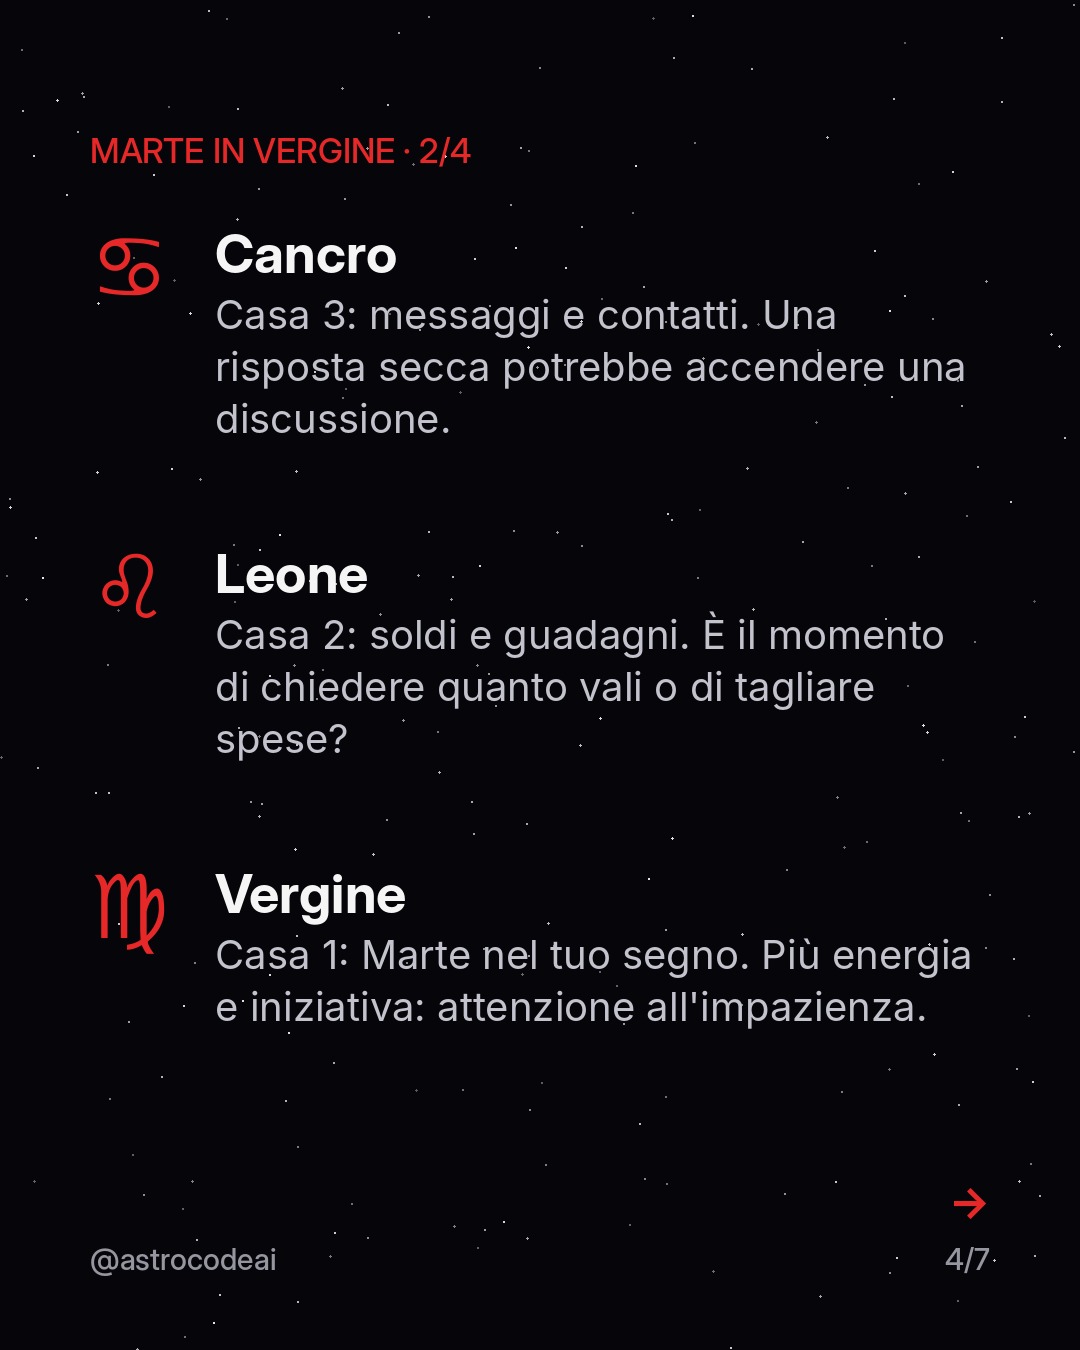 MARTE IN VERGINE · 2/4
♋ Cancro
Casa 3: messaggi e contatti. Una
risposta secca potrebbe accendere una
discussione.
♌ Leone
Casa 2: soldi e guadagni. È il momento
di chiedere quanto vali o di tagliare
spese?
♍ Vergine
Casa 1: Marte nel tuo segno. Più energia
e iniziativa: attenzione all'impazienza.
→
@astrocodeai
4/7